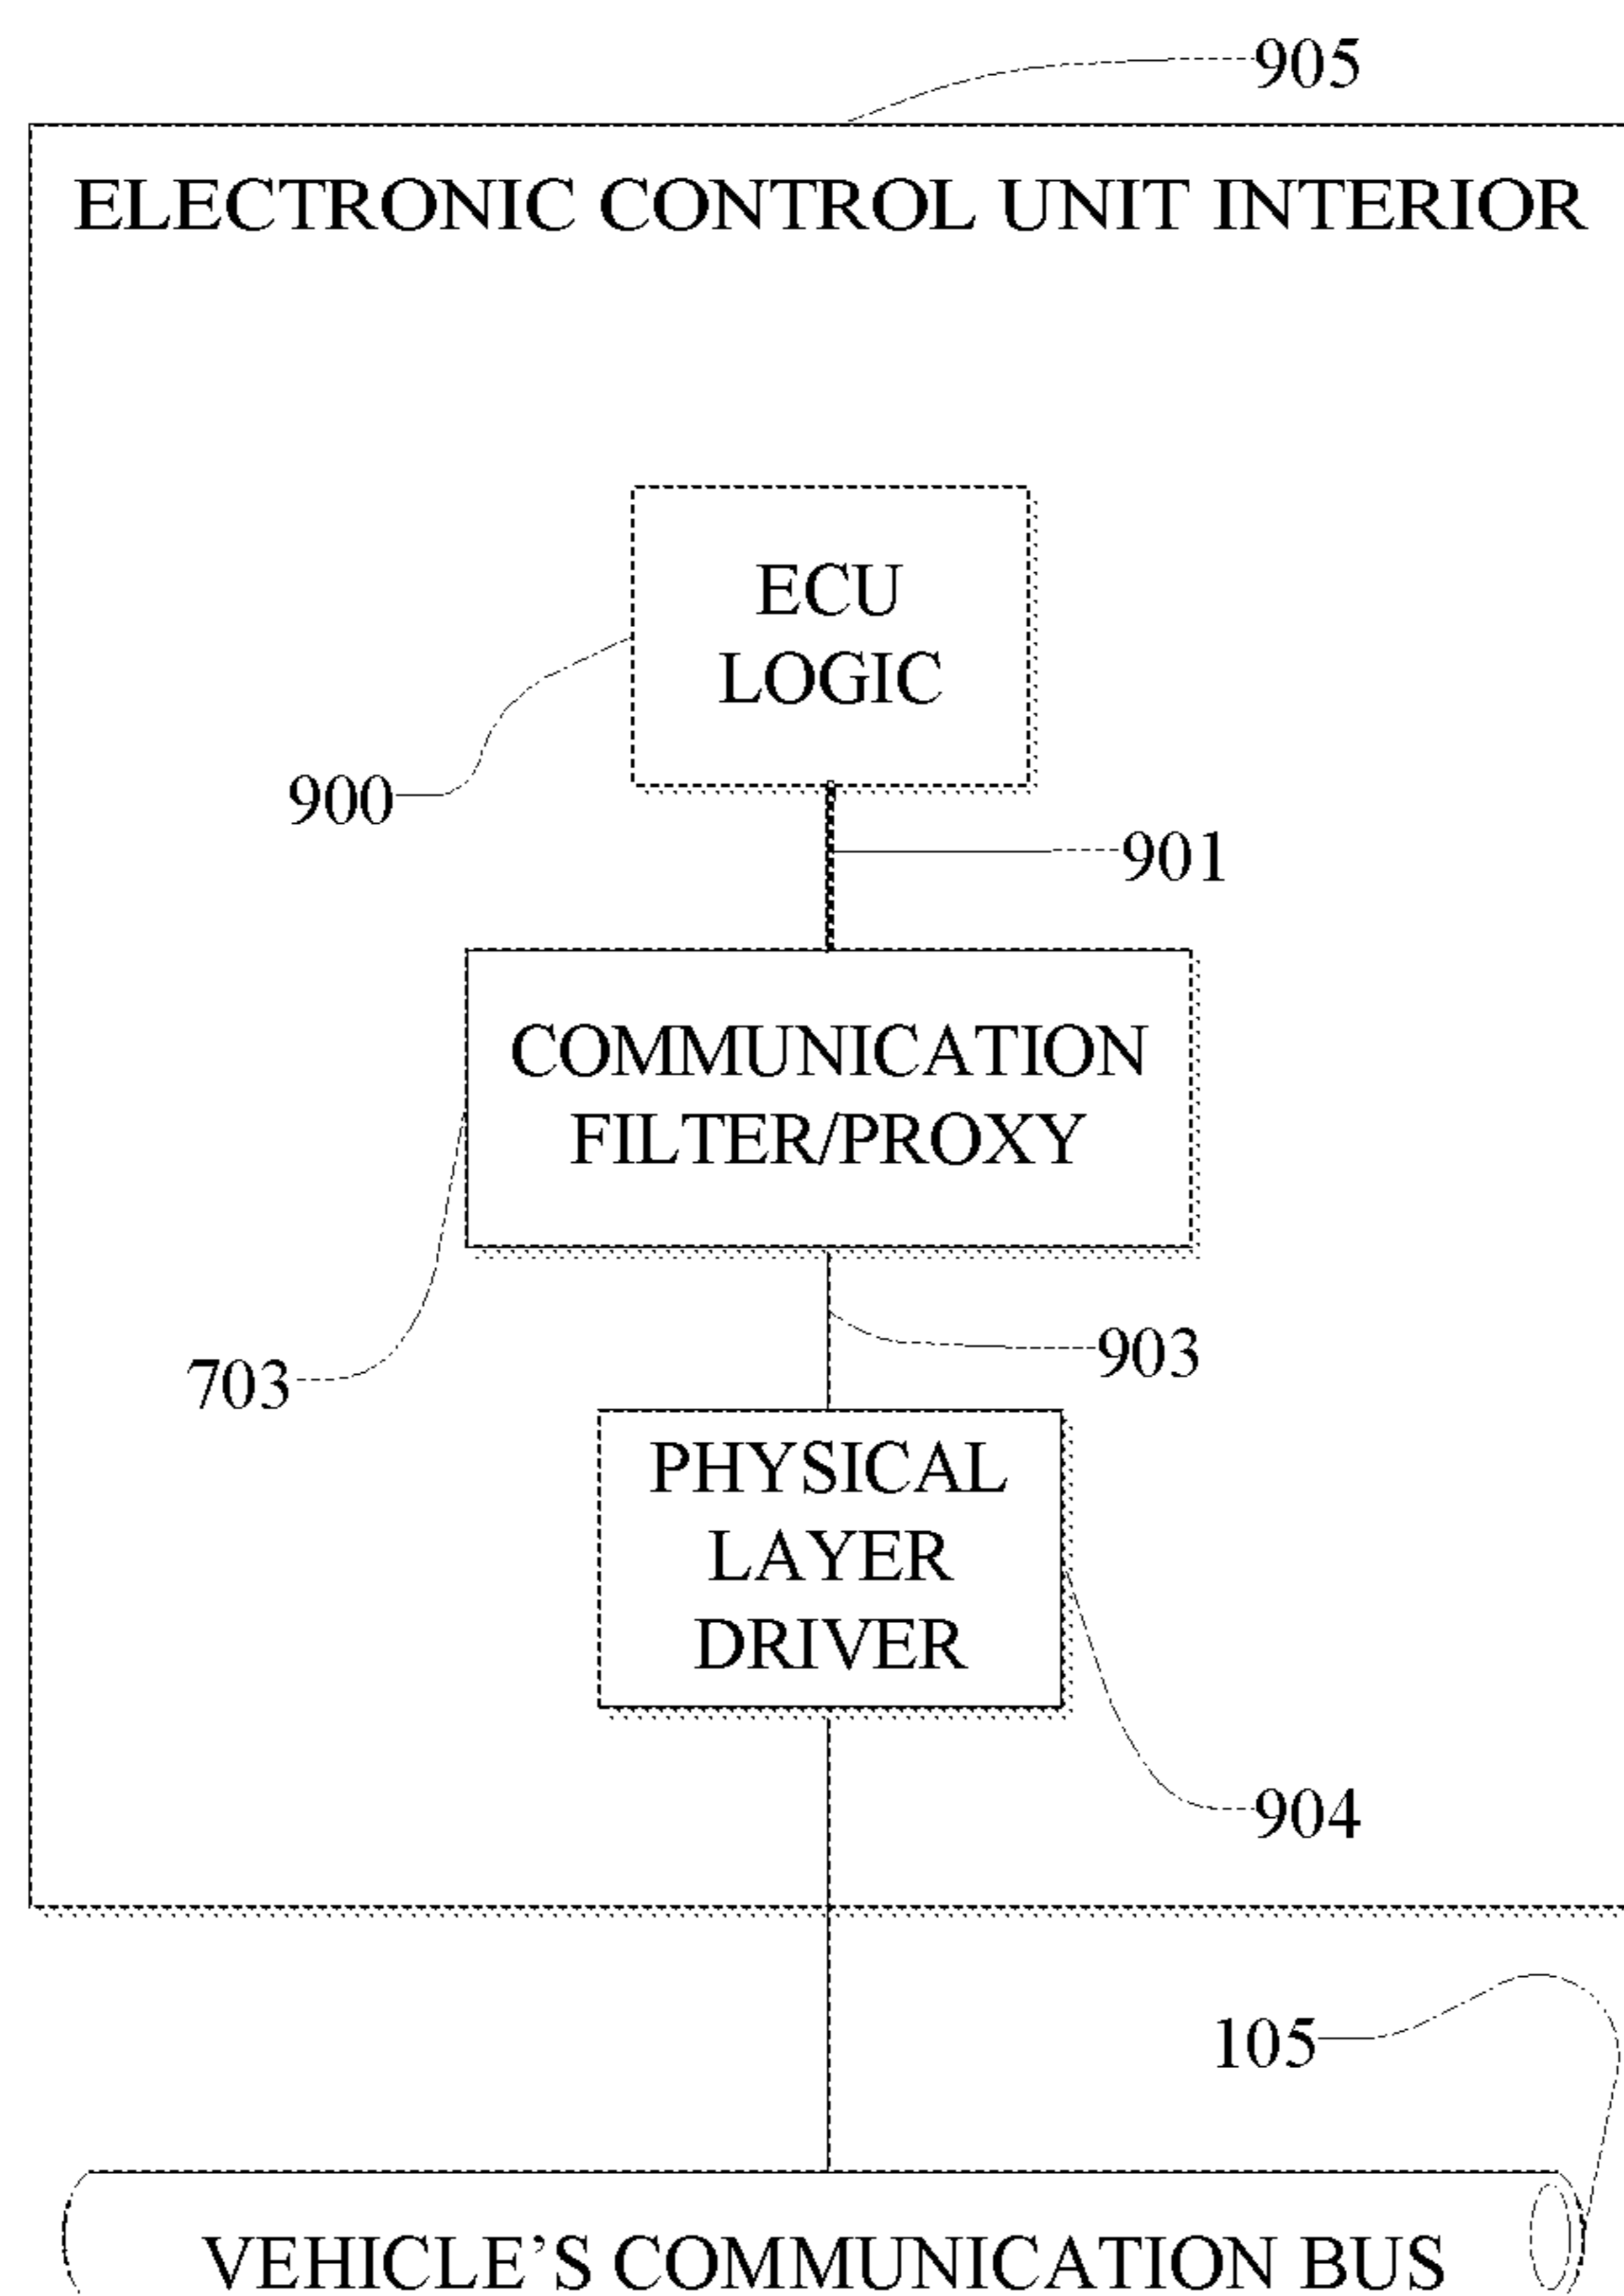 905
ELECTRONIC CONTROL UNIT INTERIOR
ECU
LOGIC
900
901
COMMUNICATION
FILTER/PROXY
703
903
PHYSICAL
LAYER
DRIVER
904
105
VEHICLE’S COMMUNICATION BUS